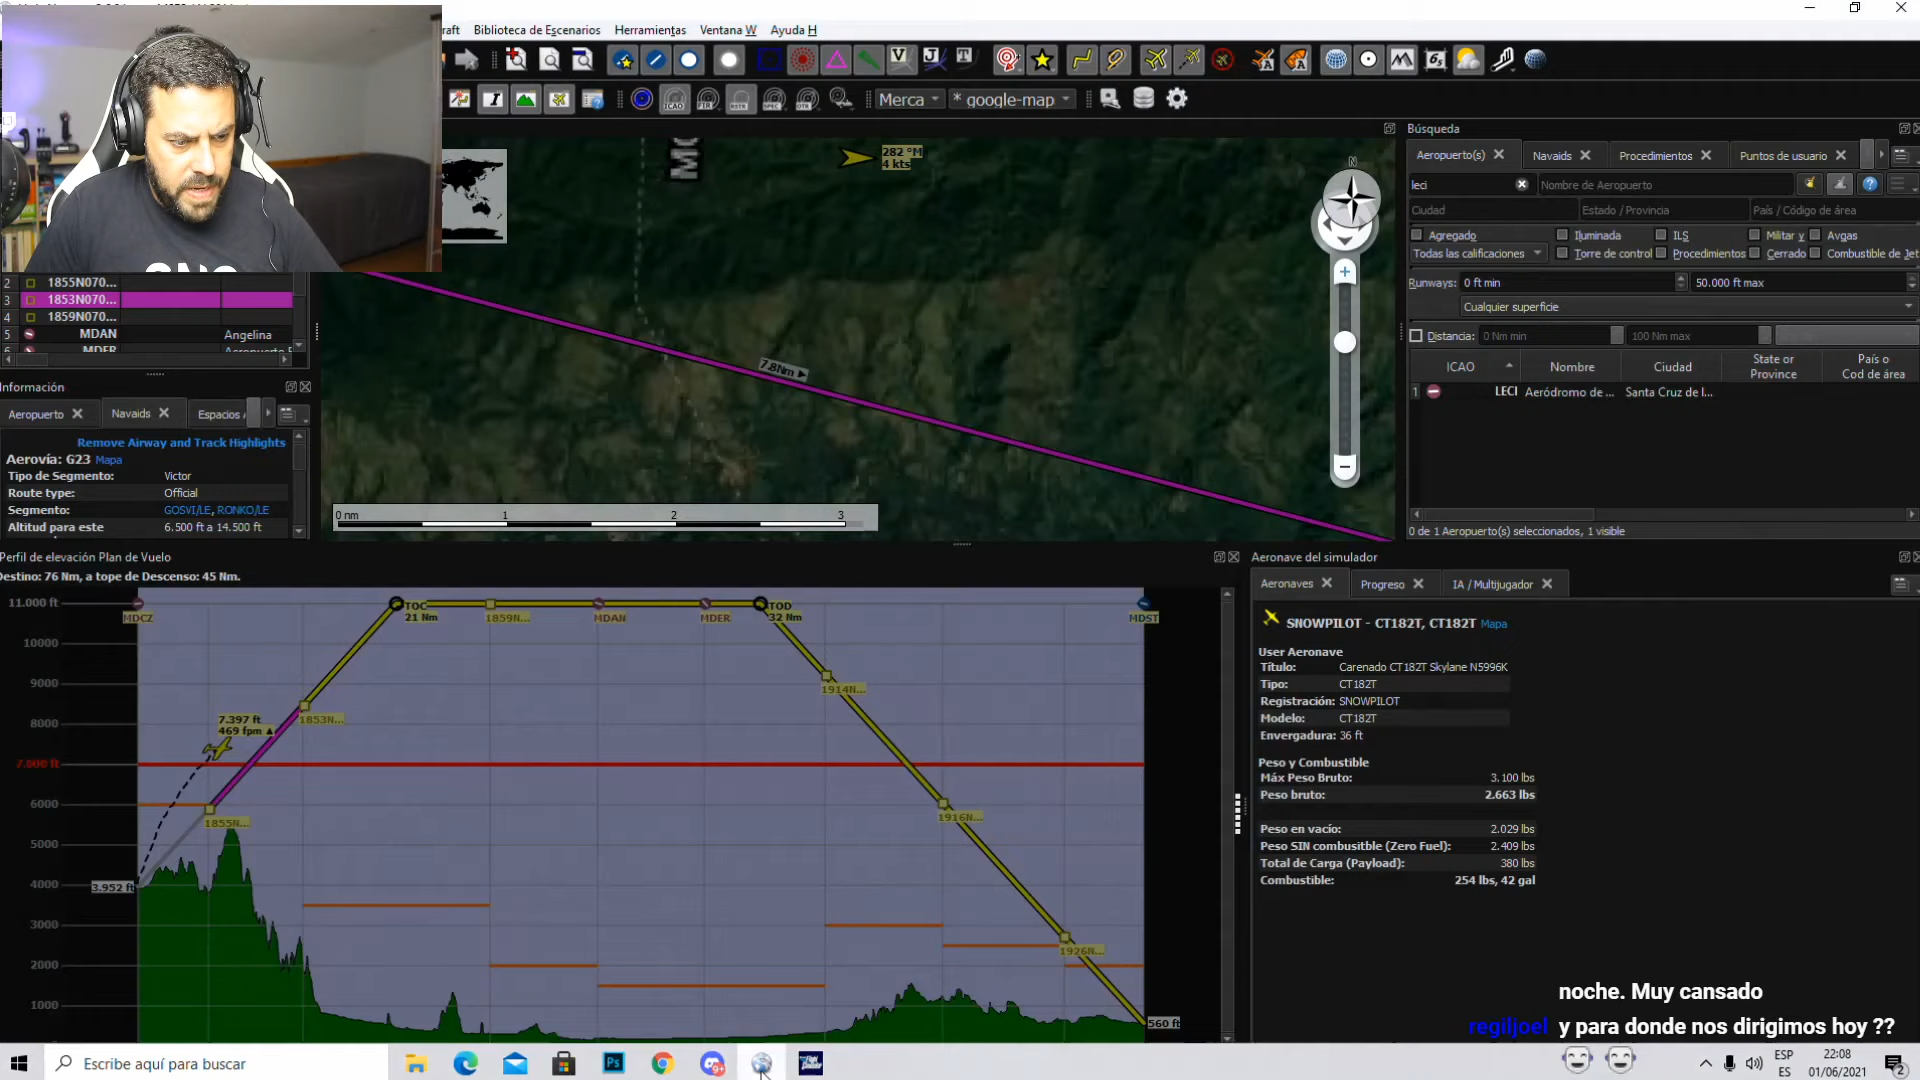 raft Biblioteca de Escenarios Herramientas Ventana W Ayuda H
Merca * google-map
SNO
2 1855N070...
3 1853N070...
4 1859N070...
5 MDAN Angelina
6 MDER
Información
Aeropuerto Navaids Espacios
Remove Airway and Track Highlights
Aerovía: G23 Mapa
Tipo de Segmento: Victor
Route type: Official
Segmento: GOSVI/LE, RONKO/LE
Altitud para este 6.500 ft a 14.500 ft
282 °M
4 kts
N
7.8Nm
0 nm 1 2 3
Búsqueda
Aeropuerto(s) Navaids Procedimientos Puntos de usuario
leci Nombre de Aeropuerto
Ciudad Estado / Provincia País / Código de área
Agregado Iluminada ILS Militar y Avgas
Todas las calificaciones Torre de control Procedimientos Cerrado Combustible de Jet
Runways: 0 ft min 50.000 ft max
Cualquier superficie
Distancia: 0 Nm min 100 Nm max
ICAO Nombre Ciudad State or Province País o Cod de área
1 LECI Aeródromo de ... Santa Cruz de l...
0 de 1 Aeropuerto(s) seleccionados, 1 visible
Perfil de elevación Plan de Vuelo
Destino: 76 Nm, a tope de Descenso: 45 Nm.
11.000 ft
10000
9000
8000
7.000 ft
6000
5000
4000
3.952 ft
3000
2000
1000
MDCZ
TOC
21 Nm
1859N...
MDAN
MDER
TOD
32 Nm
MDST
7.397 ft
469 fpm
1853N...
1855N...
1914N...
1916N...
1926N...
560 ft
Aeronave del simulador
Aeronaves Progreso IA / Multijugador
SNOWPILOT - CT182T, CT182T Mapa
User Aeronave
Título: Carenado CT182T Skylane N5996K
Tipo: CT182T
Registración: SNOWPILOT
Modelo: CT182T
Envergadura: 36 ft
Peso y Combustible
Máx Peso Bruto: 3.100 lbs
Peso bruto: 2.663 lbs
Peso en vacío: 2.029 lbs
Peso SIN combusitble (Zero Fuel): 2.409 lbs
Total de Carga (Payload): 380 lbs
Combustible: 254 lbs, 42 gal
noche. Muy cansado
regiljoel y para donde nos dirigimos hoy ??
Escribe aquí para buscar
ESP
ES
22:08
01/06/2021
2